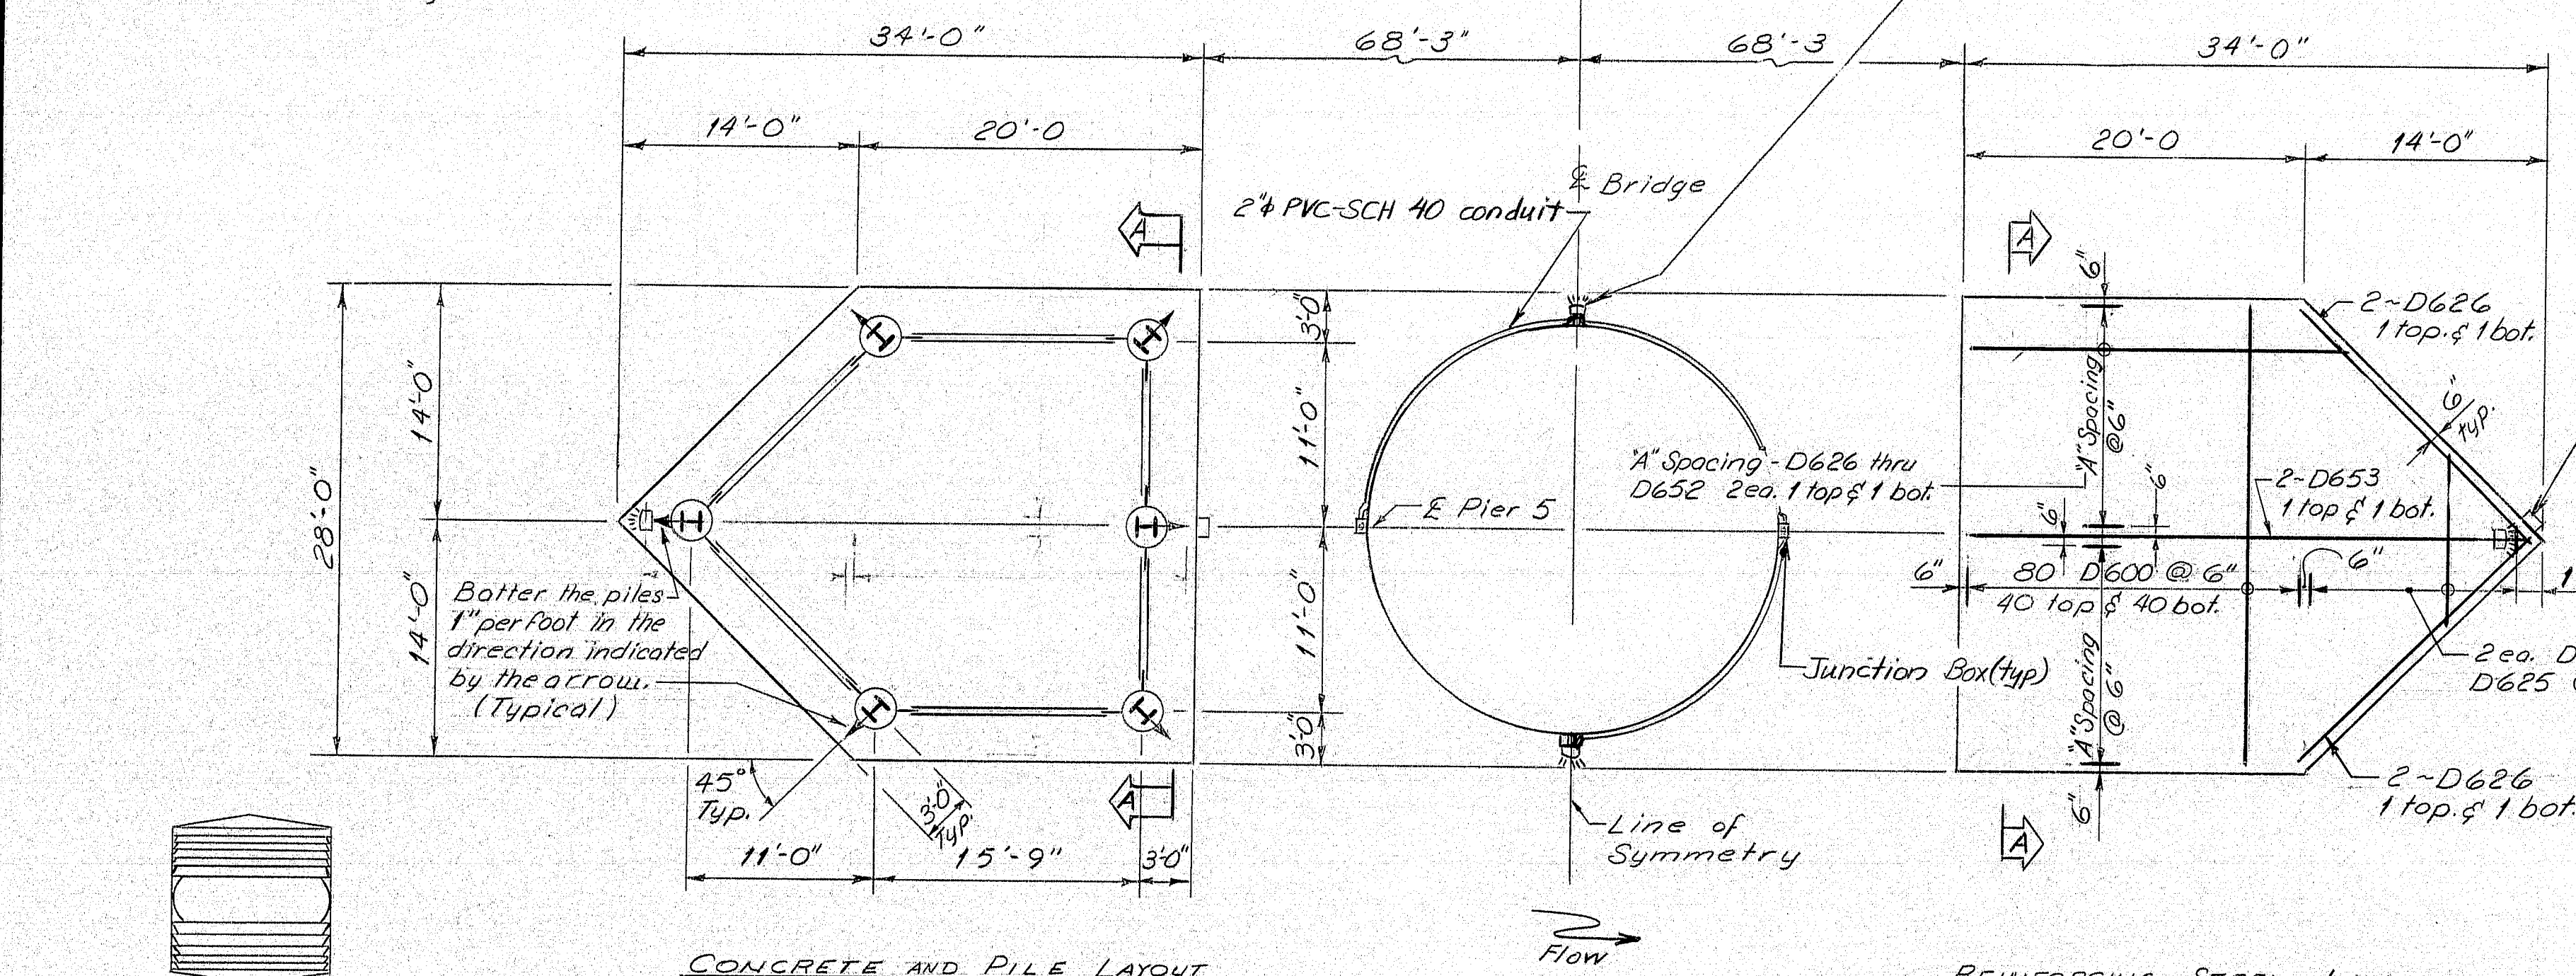 34'-0"
68'-3"
68'-3
34'-0"
14'-0"
20'-0
20'-0
14'-0"
℄ Bridge
2"ϕ PVC-SCH 40 conduit
A
A
6"
3'-0"
2~D626
1 top. & 1 bot.
14'-0"
11'-0"
"A" Spacing
@6"
6"
typ.
"A" Spacing - D626 thru
D652 2ea. 1 top & 1 bot.
28'-0"
℄ Pier 5
2~D653
1 top & 1 bot.
6"
6"
6"
80 D600 @ 6"
40 top & 40 bot.
6"
1
14'-0"
Batter the piles
1" per foot in the
direction indicated
by the arrow.
(Typical)
11'-0"
Junction Box (typ)
"A" Spacing
@ 6"
2 ea. D
D625
3'-0"
45°
Typ.
3'-0"
Typ.
A
A
6"
2~D626
1 top. & 1 bot.
Line of
Symmetry
11'-0"
15'-9"
3'-0"
Flow
CONCRETE AND PILE LAYOUT